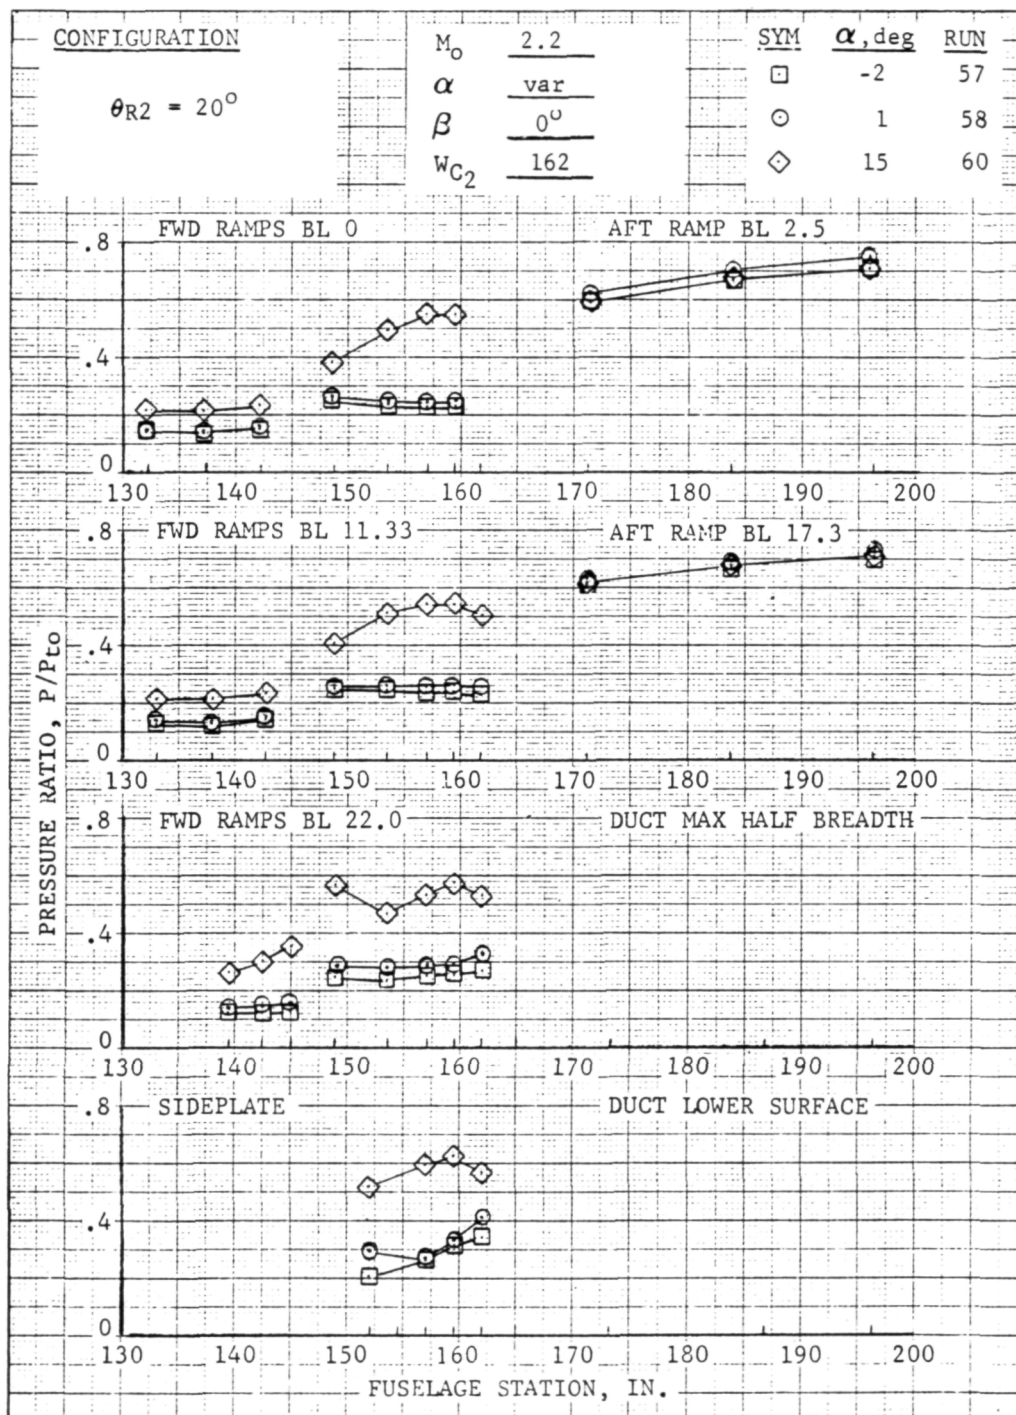 CONFIGURATION
θR2 = 20°
Mo 2.2
α var
β 0°
WC2 162
SYM α,deg RUN
-2 57
1 58
15 60
FWD RAMPS BL 0 AFT RAMP BL 2.5
.8
.4
0
130 140 150 160 170 180 190 200
FWD RAMPS BL 11.33 AFT RAMP BL 17.3
.8
.4
0
130 140 150 160 170 180 190 200
PRESSURE RATIO, P/Pto
FWD RAMPS BL 22.0 DUCT MAX HALF BREADTH
.8
.4
0
130 140 150 160 170 180 190 200
SIDEPLATE DUCT LOWER SURFACE
.8
.4
0
130 140 150 160 170 180 190 200
FUSELAGE STATION, IN.